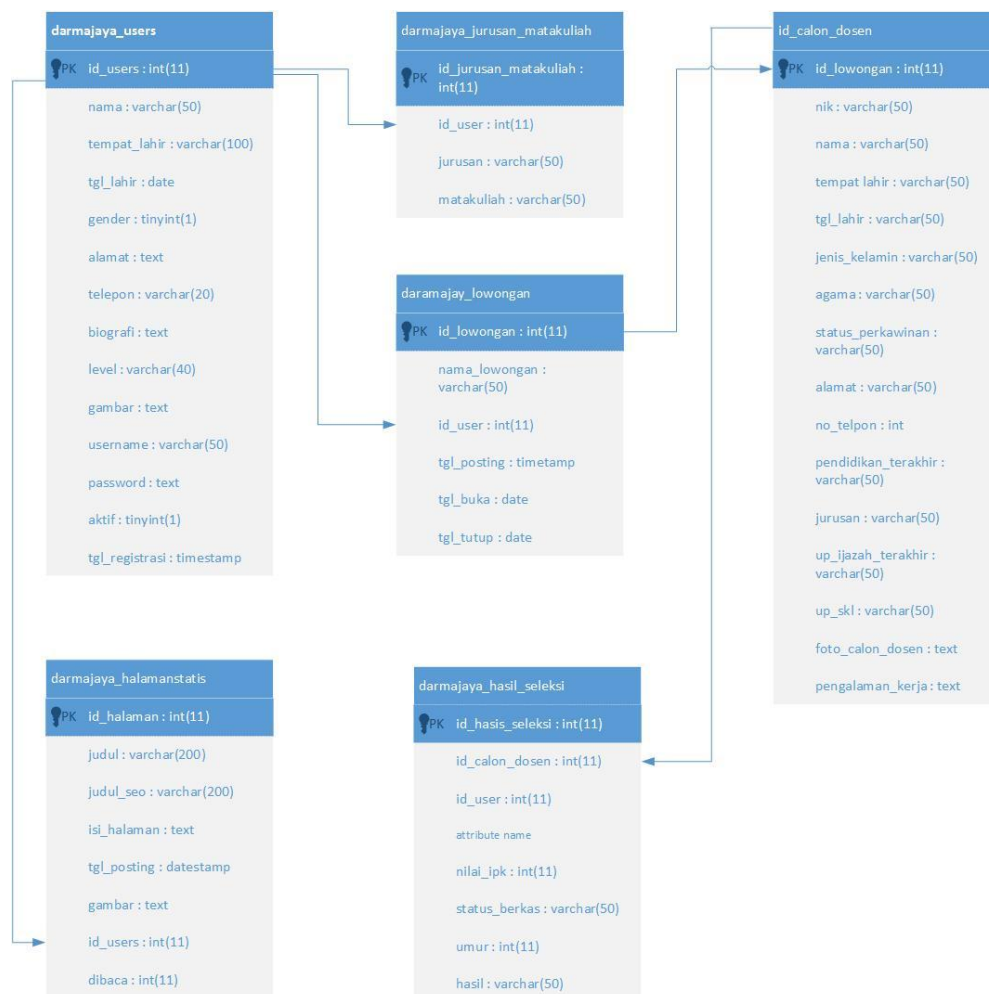 darmajaya_users
PK id_users : int(11)
nama : varchar(50)
tempat_lahir : varchar(100)
tgl_lahir : date
gender : tinyint(1)
alamat : text
telepon : varchar(20)
biografi : text
level : varchar(40)
gambar : text
username : varchar(50)
password : text
aktif : tinyint(1)
tgl_registrasi : timestamp
darmajaya_jurusan_matakuliah
PK id_jurusan_matakuliah :
int(11)
id_user : int(11)
jurusan : varchar(50)
matakuliah : varchar(50)
daramajay_lowongan
PK id_lowongan : int(11)
nama_lowongan :
varchar(50)
id_user : int(11)
tgl_posting : timetamp
tgl_buka : date
tgl_tutup : date
id_calon_dosen
PK id_lowongan : int(11)
nik : varchar(50)
nama : varchar(50)
tempat lahir : varchar(50)
tgl_lahir : varchar(50)
jenis_kelamin : varchar(50)
agama : varchar(50)
status_perkawinan :
varchar(50)
alamat : varchar(50)
no_telpon : int
pendidikan_terakhir :
varchar(50)
jurusan : varchar(50)
up_ijazah_terakhir :
varchar(50)
up_skl : varchar(50)
foto_calon_dosen : text
pengalaman_kerja : text
darmajaya_halamanstatis
PK id_halaman : int(11)
judul : varchar(200)
judul_seo : varchar(200)
isi_halaman : text
tgl_posting : datestamp
gambar : text
id_users : int(11)
dibaca : int(11)
darmajaya_hasil_seleksi
PK id_hasis_seleksi : int(11)
id_calon_dosen : int(11)
id_user : int(11)
attribute name
nilai_ipk : int(11)
status_berkas : varchar(50)
umur : int(11)
hasil : varchar(50)